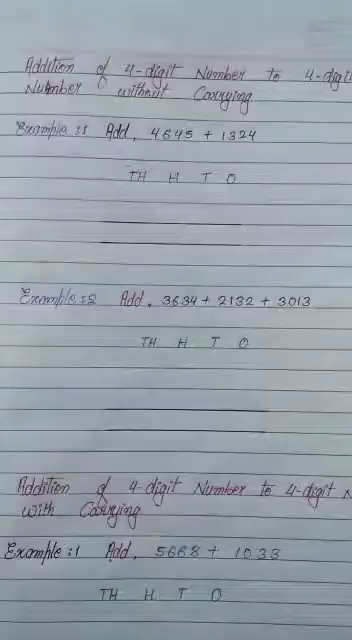 Addition of 4-digit Number to 4-digit
Number without Carrying
Example:1 Add, 4645 + 1324
TH H T O
Example:2 Add, 3634 + 2132 + 3013
TH H T O
Addition of 4-digit Number to 4-digit N
with Carrying
Example:1 Add, 5668 + 1033
TH H T O